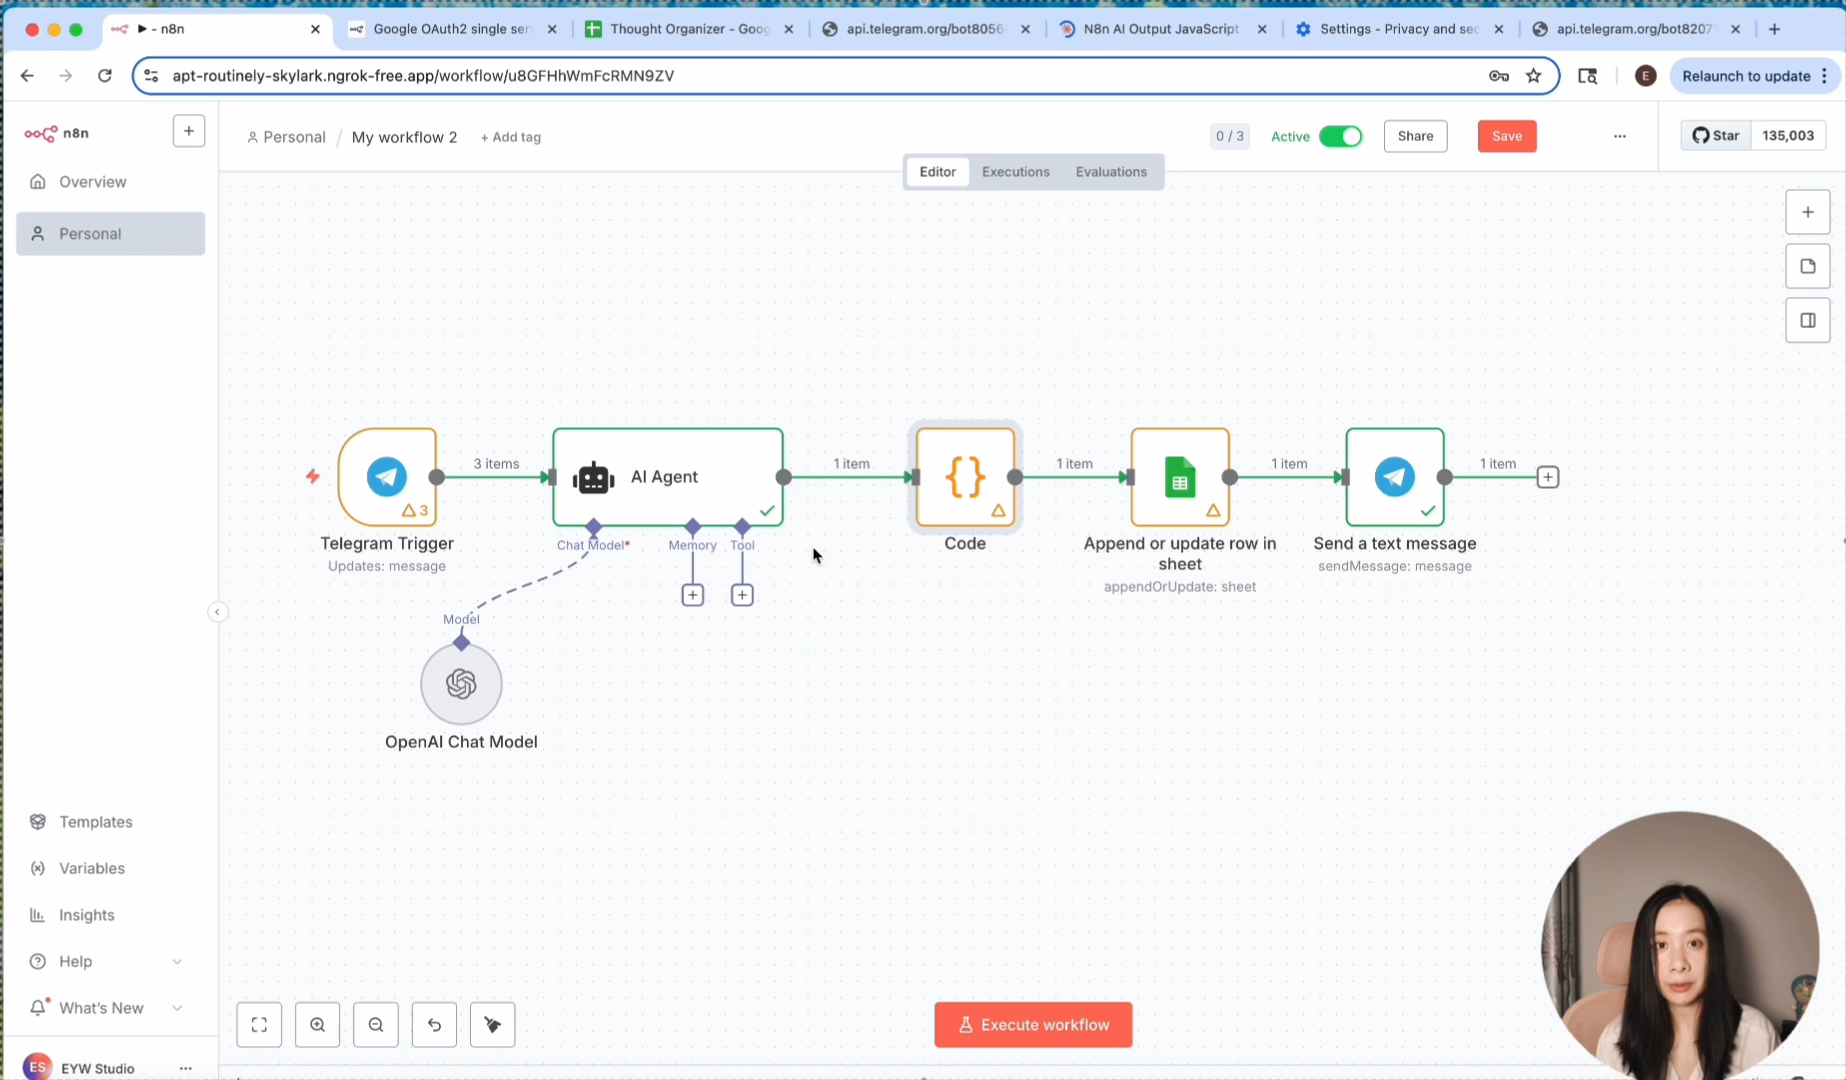 - n8n
Google OAuth2 single serv
Thought Organizer - Goog
api.telegram.org/bot8056
N8n AI Output JavaScript
Settings - Privacy and sec
api.telegram.org/bot8207
apt-routinely-skylark.ngrok-free.app/workflow/u8GFHhWmFcRMN9ZV
E
Relaunch to update
n8n
Personal / My workflow 2 + Add tag
0 / 3
Active
Share
Save
Star
135,003
Editor
Executions
Evaluations
Overview
Personal
3 items
AI Agent
1 item
1 item
1 item
1 item
3
Telegram Trigger
Updates: message
Chat Model*
Memory
Tool
Code
Append or update row in
sheet
appendOrUpdate: sheet
Send a text message
sendMessage: message
Model
OpenAI Chat Model
Templates
Variables
Insights
Help
What's New
Execute workflow
ES
EYW Studio